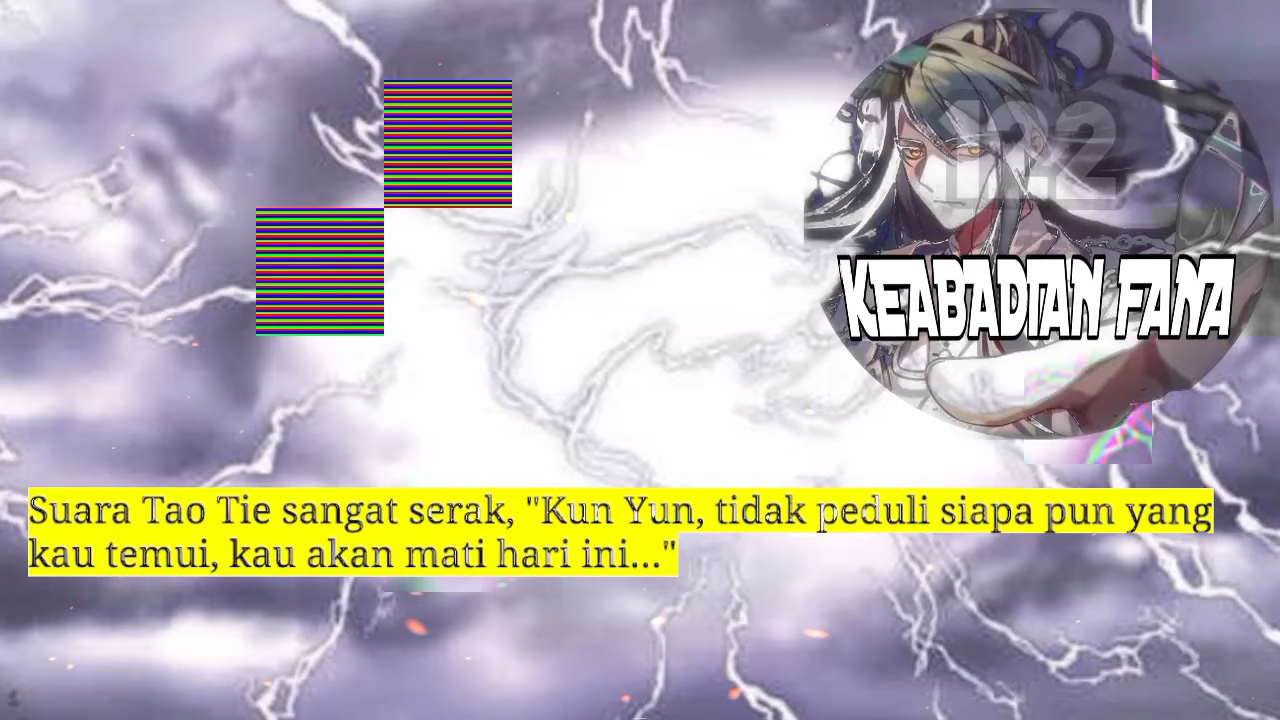 122
KEABADIAN FANA
Suara Tao Tie sangat serak, "Kun Yun, tidak peduli siapa pun yang
kau temui, kau akan mati hari ini..."